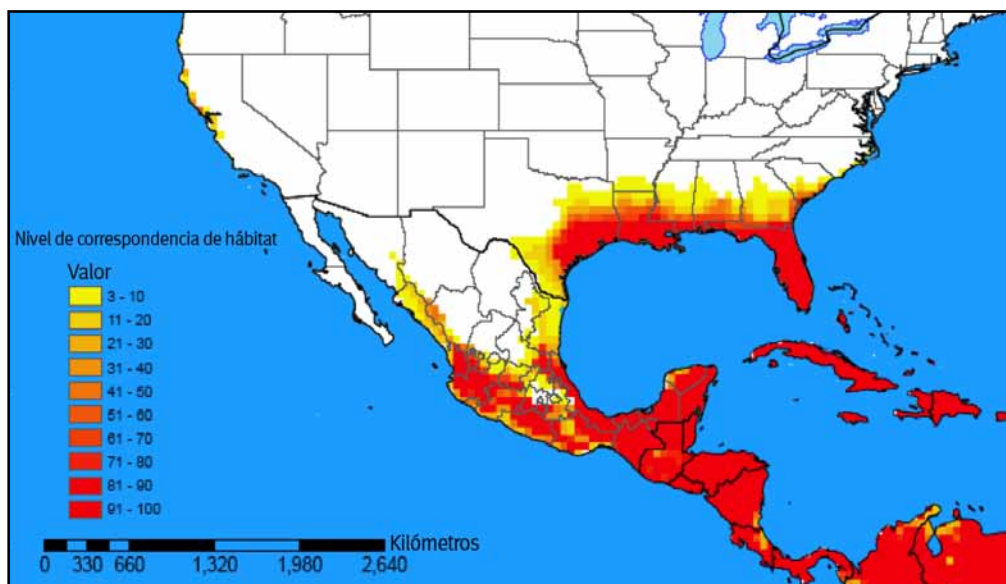 Nivel de correspondencia de hábitat
Valor
3 - 10
11 - 20
21 - 30
31 - 40
41 - 50
51 - 60
61 - 70
71 - 80
81 - 90
91 - 100
Kilómetros
0 330 660 1,320 1,980 2,640